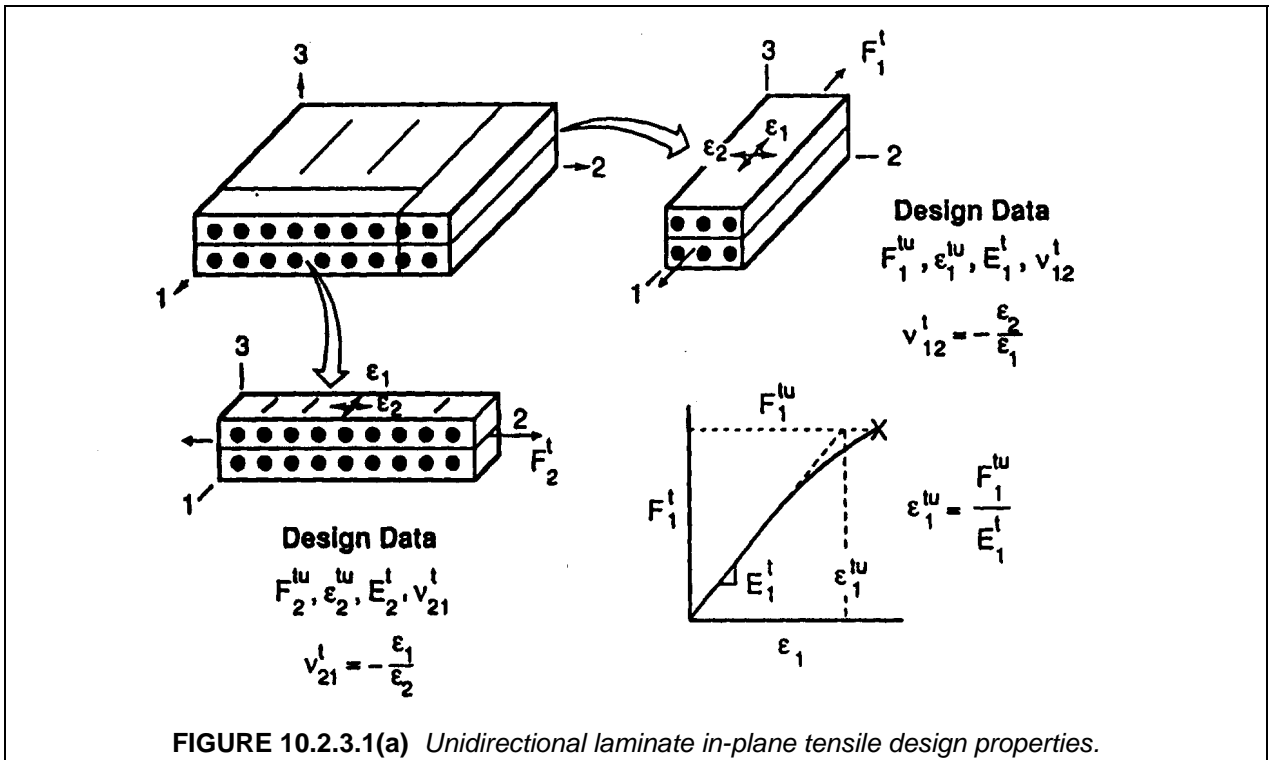 3
2
1
3
F₁ᵗ
ε₁
ε₂
2
1
Design Data
F₁ᵗᵘ, ε₁ᵗᵘ, E₁ᵗ, ν₁₂ᵗ
ν₁₂ᵗ = - ε₂/ε₁
3
ε₁
ε₂
2
F₂ᵗ
1
Design Data
F₂ᵗᵘ, ε₂ᵗᵘ, E₂ᵗ, ν₂₁ᵗ
ν₂₁ᵗ = - ε₁/ε₂
F₁ᵗᵘ
X
F₁ᵗ
E₁ᵗ
ε₁ᵗᵘ
ε₁
ε₁ᵗᵘ = F₁ᵗᵘ/E₁ᵗ
FIGURE 10.2.3.1(a) Unidirectional laminate in-plane tensile design properties.